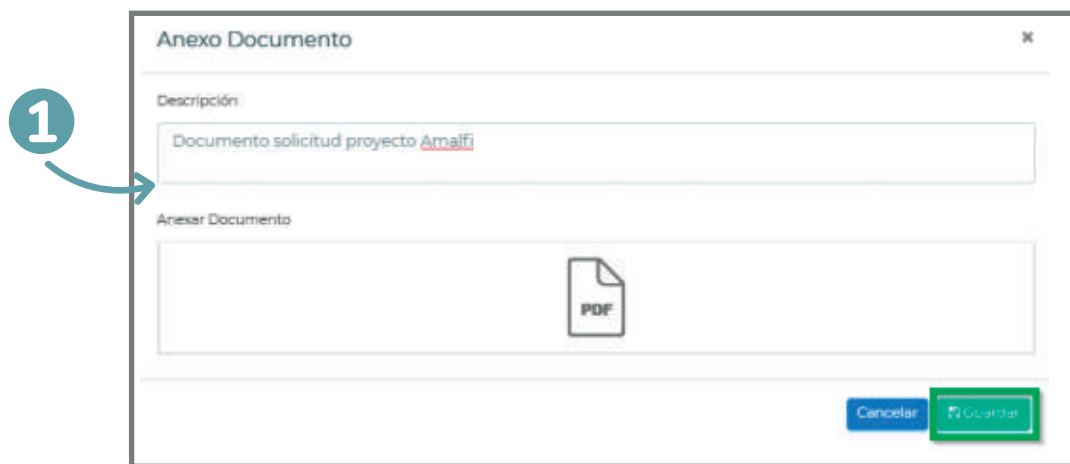 Anexo Documento
1
Descripción
Documento solicitud proyecto Amalfi
Anexar Documento
PDF
Cancelar
Guardar